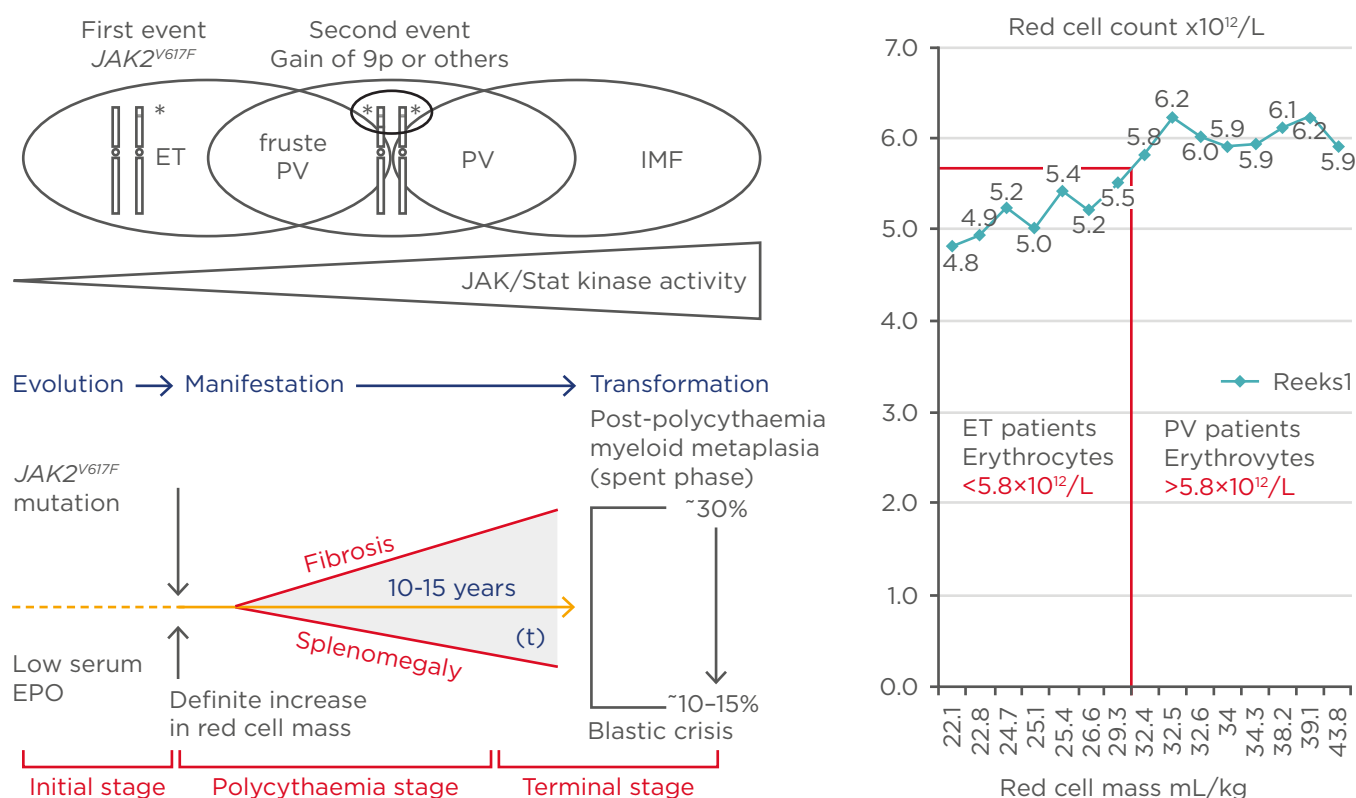 First event
JAK2^V617F
Second event
Gain of 9p or others
*
* *
ET
fruste
PV
PV
IMF
JAK/Stat kinase activity
Evolution
Manifestation
Transformation
Post-polycythaemia
myeloid metaplasia
(spent phase)
JAK2^V617F
mutation
~30%
Fibrosis
10-15 years
(t)
Splenomegaly
Low serum
EPO
Definite increase
in red cell mass
~10–15%
Blastic crisis
Initial stage
Polycythaemia stage
Terminal stage
Red cell count x10¹²/L
7.0
6.0
5.0
4.0
3.0
2.0
1.0
0.0
4.8
4.9
5.2
5.0
5.4
5.2
5.5
5.8
6.2
6.0
5.9
5.9
6.1
6.2
5.9
Reeks1
ET patients
Erythrocytes
<5.8×10¹²/L
PV patients
Erythrovytes
>5.8×10¹²/L
22.1
22.8
24.7
25.1
25.4
26.6
29.3
32.4
32.5
32.6
34
34.3
38.2
39.1
43.8
Red cell mass mL/kg